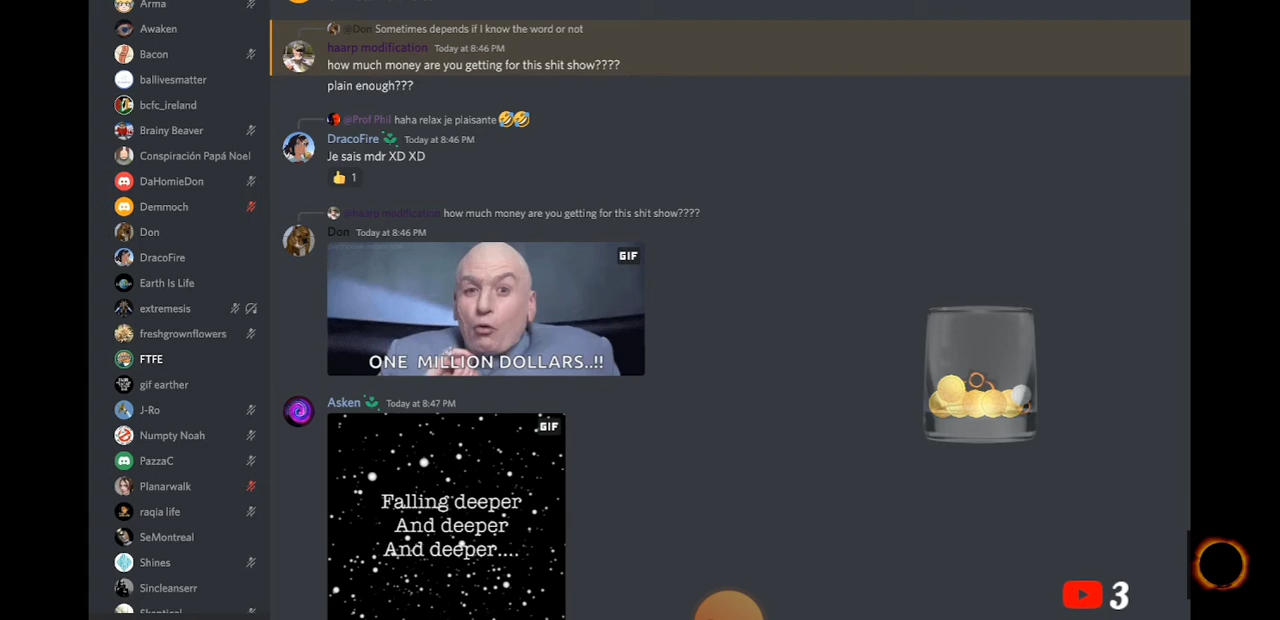 Arma
Awaken
Bacon
ballivesmatter
bcfc_ireland
Brainy Beaver
Conspiración Papá Noel
DaHomieDon
Demmoch
Don
DracoFire
Earth Is Life
extremesis
freshgrownflowers
FTFE
gif earther
J-Ro
Numpty Noah
PazzaC
Planarwalk
raqia life
SeMontreal
Shines
Sincleanserr
Skeptical
@Don Sometimes depends if I know the word or not
haarp modification Today at 8:46 PM
how much money are you getting for this shit show????
plain enough???
@Prof Phil haha relax je plaisante 🤣🤣
DracoFire Today at 8:46 PM
Je sais mdr XD XD
👍 1
@haarp modification how much money are you getting for this shit show????
Don Today at 8:46 PM
GIF
ONE MILLION DOLLARS..!!
Asken Today at 8:47 PM
GIF
Falling deeper
And deeper
And deeper....
3